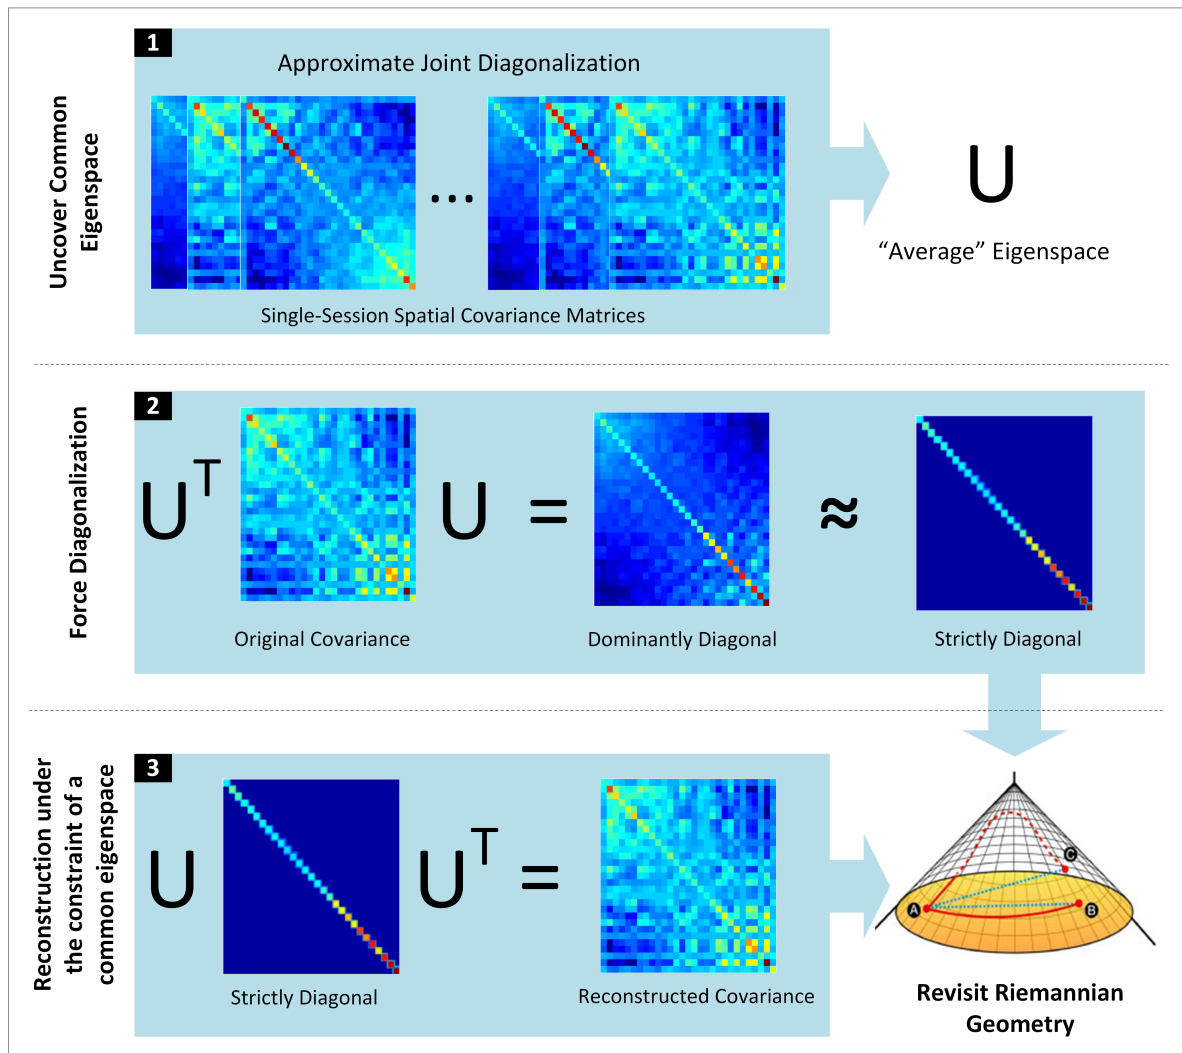 1
Approximate Joint Diagonalization
Uncover Common
Eigenspace
...
U
“Average” Eigenspace
Single-Session Spatial Covariance Matrices
2
Force Diagonalization
U^T U = ≈
Original Covariance
Dominantly Diagonal
Strictly Diagonal
3
Reconstruction under
the constraint of a
common eigenspace
U U^T =
Strictly Diagonal
Reconstructed Covariance
C
A
B
Revisit Riemannian
Geometry